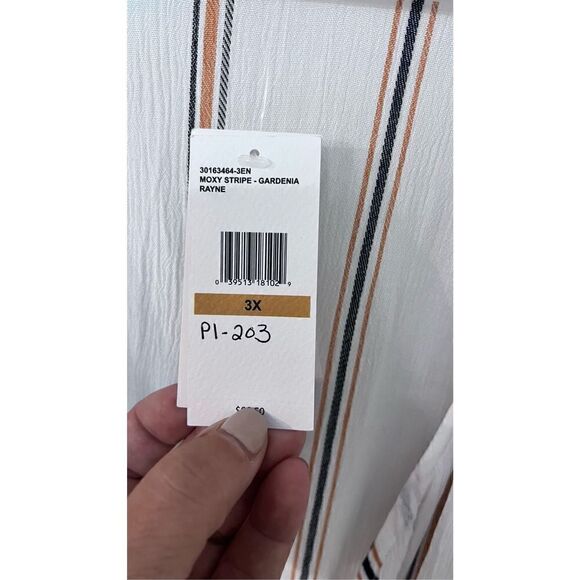 30163464-3EN
MOXY STRIPE - GARDENIA
RAYNE
0 39513 18102 9
3X
P1-203